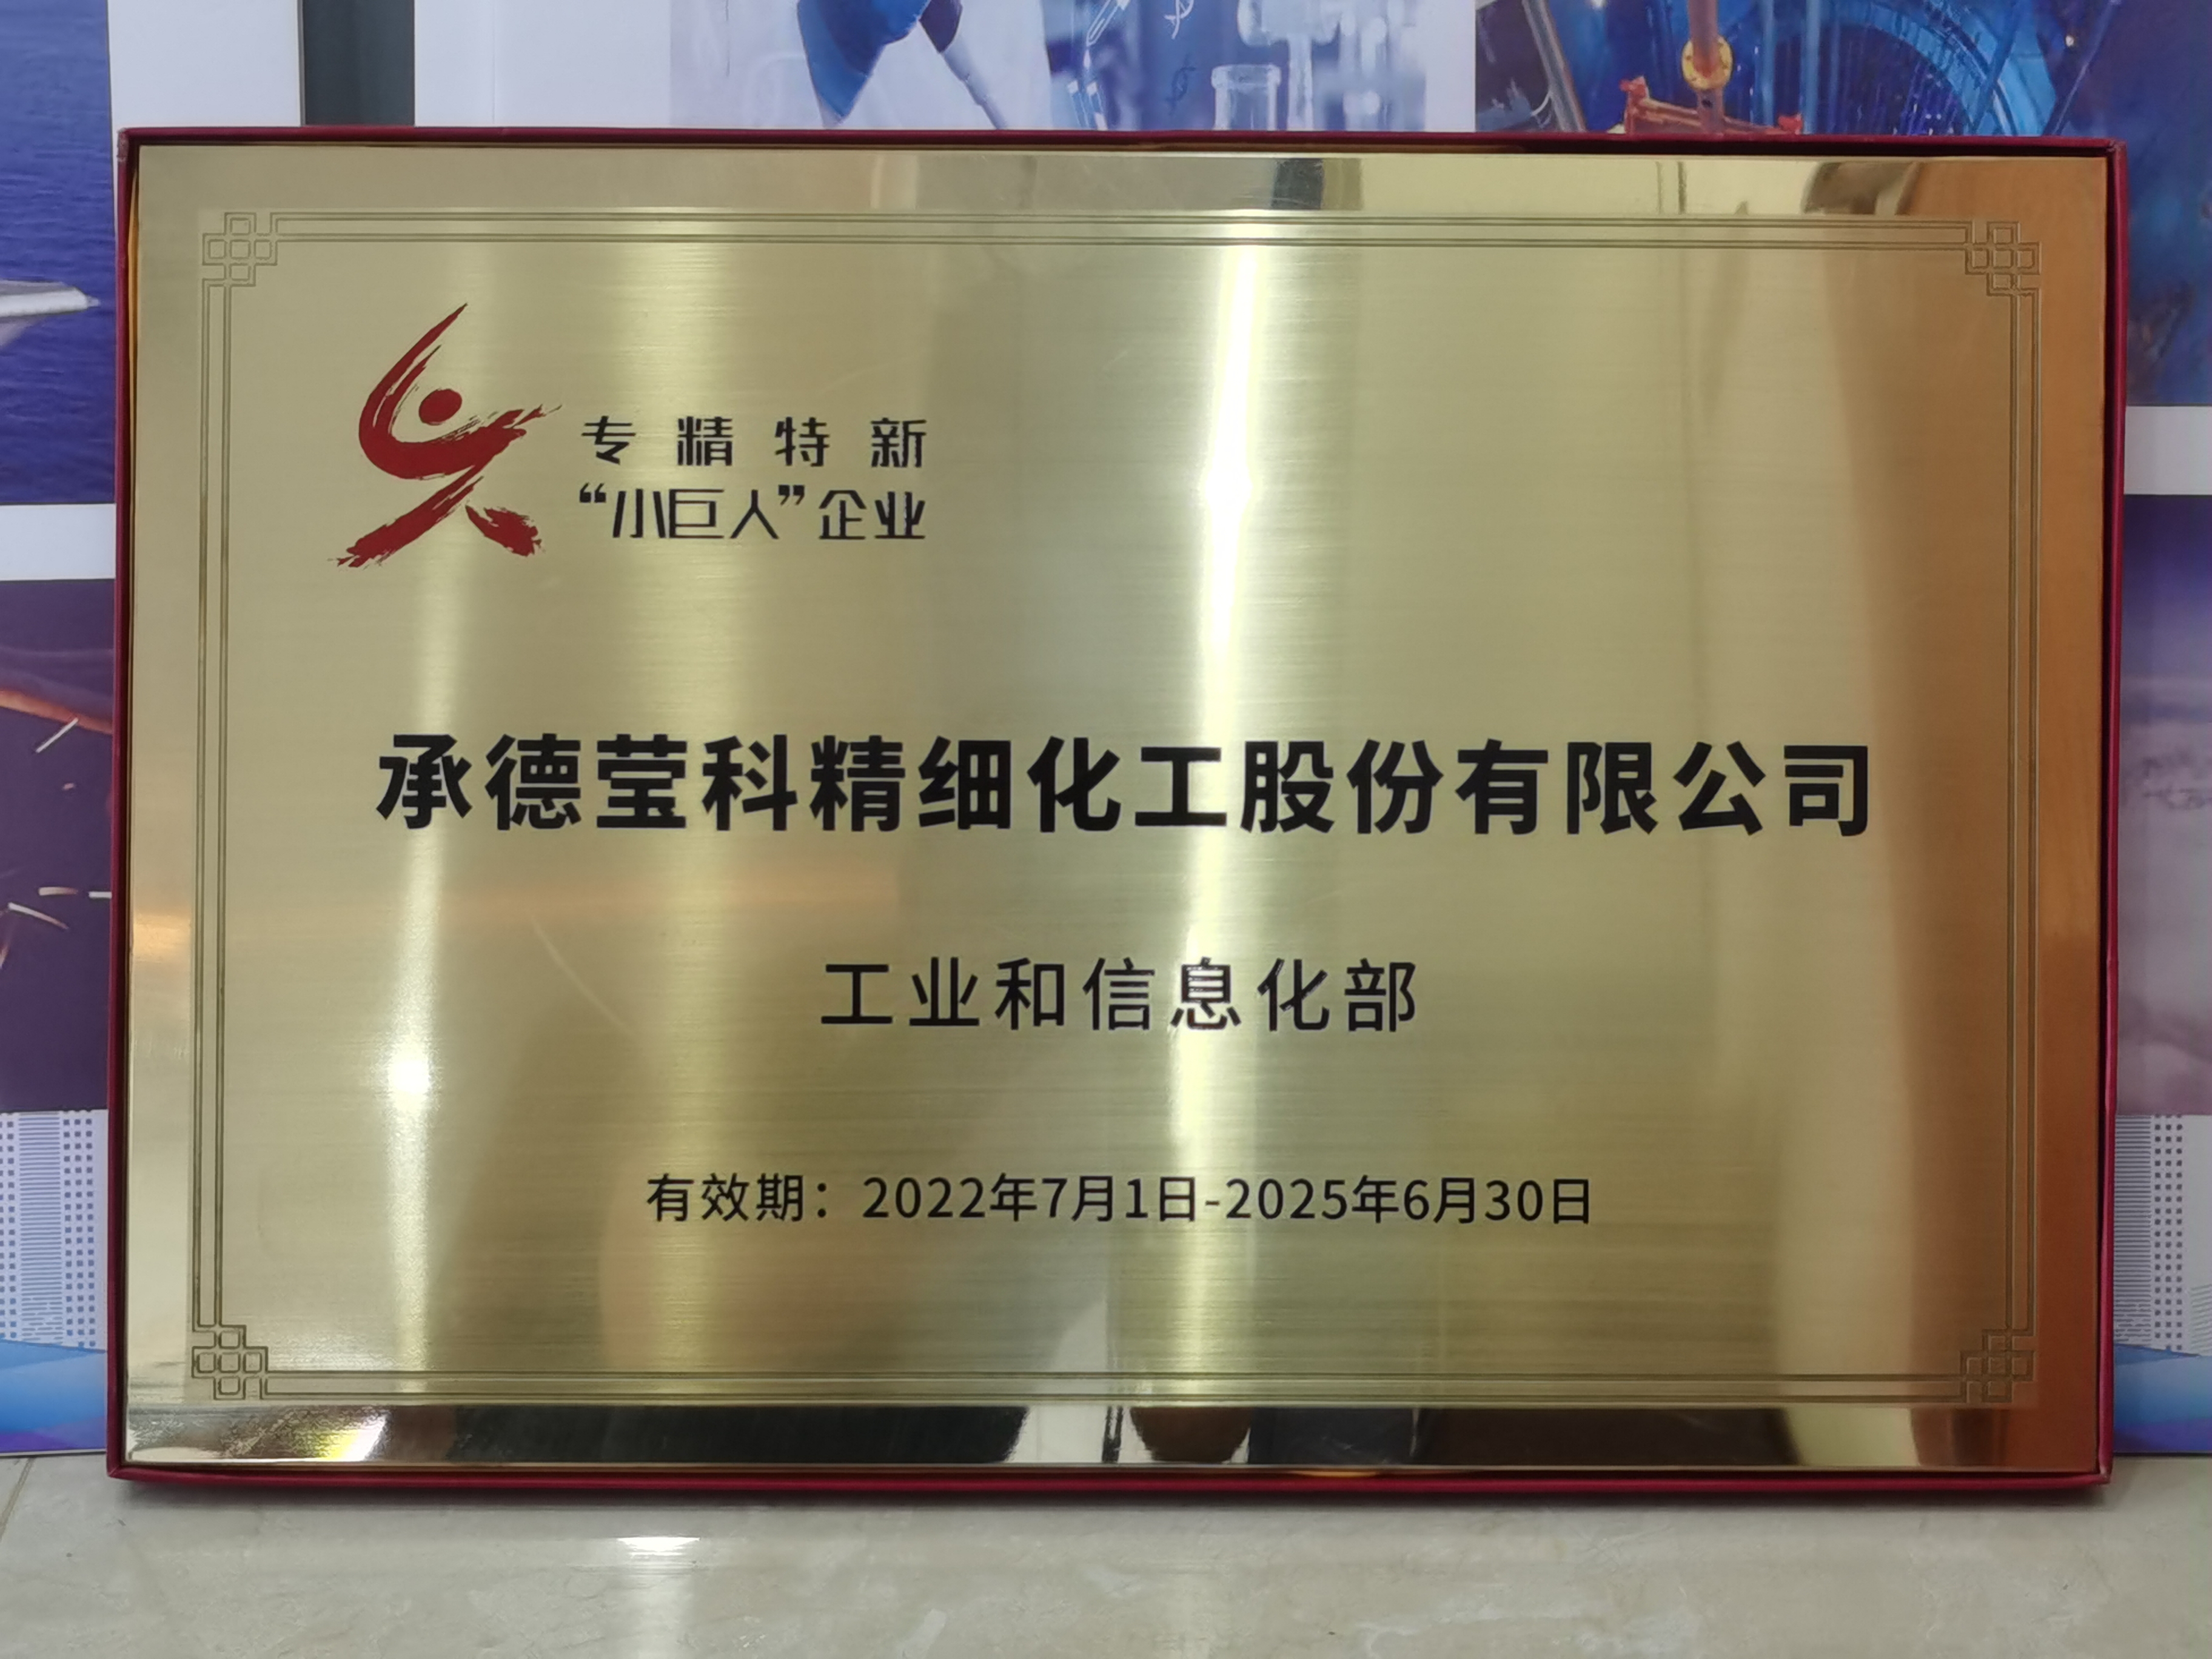 专精特新
“小巨人”企业
承德莹科精细化工股份有限公司
工业和信息化部
有效期：2022年7月1日-2025年6月30日